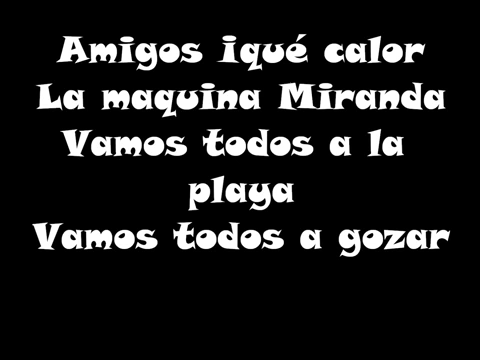 Amigos ¡qué calor
La maquina Miranda
Vamos todos a la
playa
Vamos todos a gozar